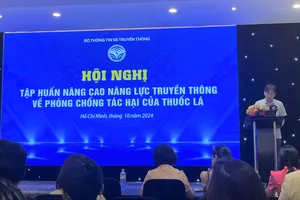 BỘ THÔNG TIN VÀ TRUYỀN THÔNG
HỘI NGHỊ
TẬP HUẤN NÂNG CAO NĂNG LỰC TRUYỀN THÔNG
VỀ PHÒNG CHỐNG TÁC HẠI CỦA THUỐC LÁ
Hồ Chí Minh, tháng 10 năm 2024